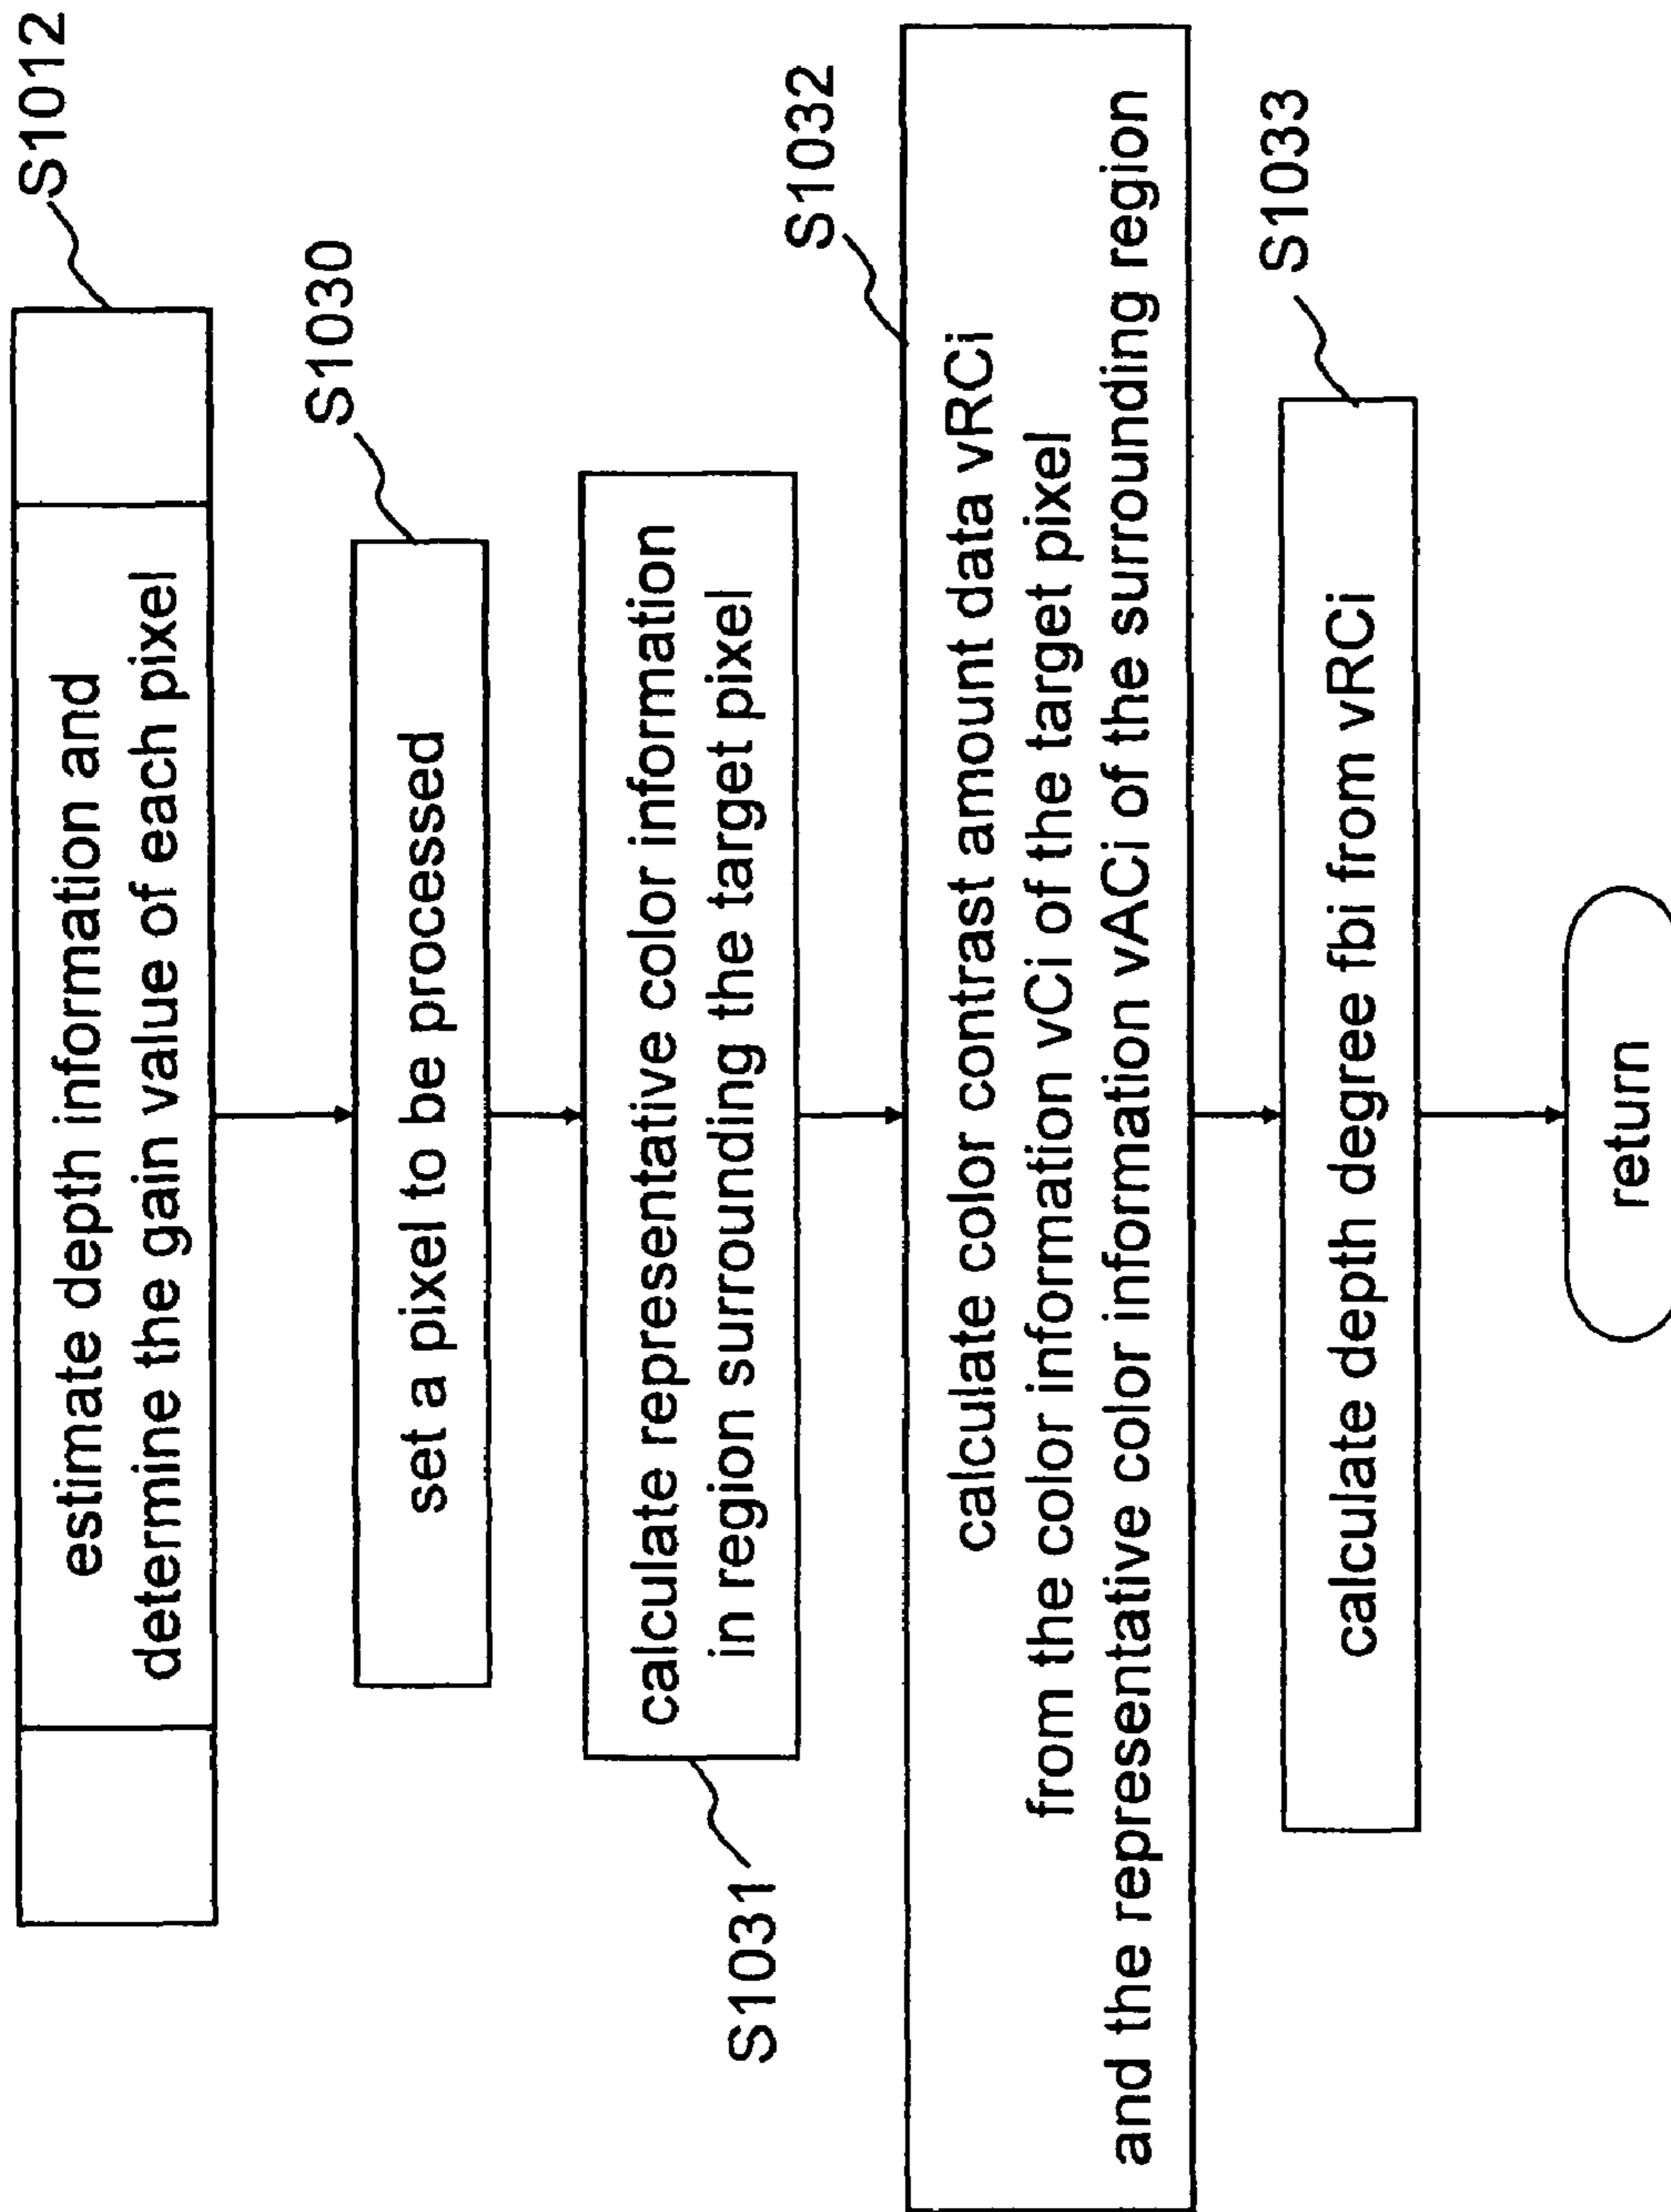 S1012
estimate depth information and
determine the gain value of each pixel
S1030
set a pixel to be processed
calculate representative color information
in region surrounding the target pixel
S1031
S1032
calculate color contrast amount data vRCi
from the color information vCi of the target pixel
and the representative color information vACi of the surrounding region
S1033
calculate depth degree fbi from vRCi
return